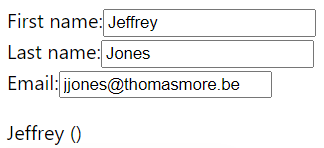 First name: Jeffrey
Last name: Jones
Email: jjones@thomasmore.be
Jeffrey ()